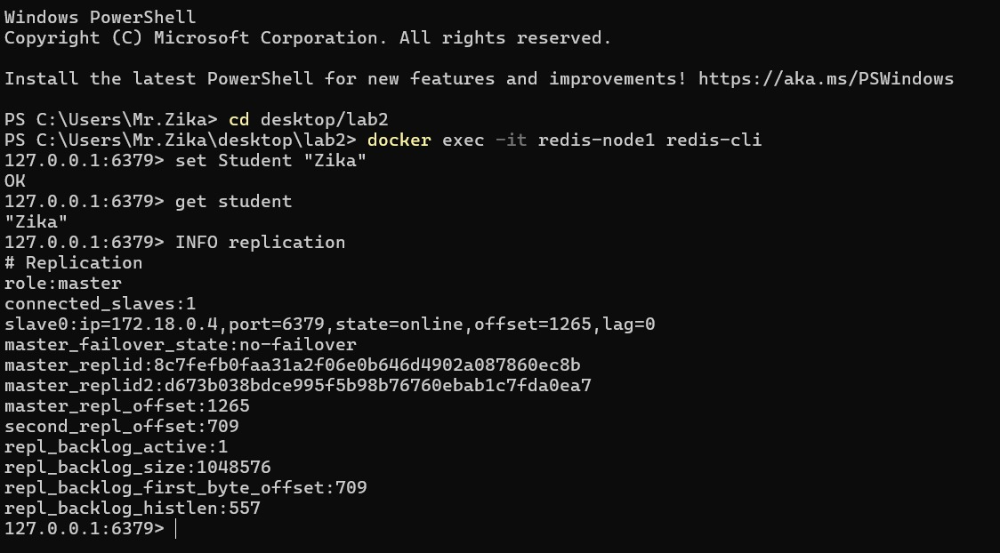 Windows PowerShell
Copyright (C) Microsoft Corporation. All rights reserved.
Install the latest PowerShell for new features and improvements! https://aka.ms/PSWindows
PS C:\Users\Mr.Zika> cd desktop/lab2
PS C:\Users\Mr.Zika\desktop\lab2> docker exec -it redis-node1 redis-cli
127.0.0.1:6379> set Student "Zika"
OK
127.0.0.1:6379> get student
"Zika"
127.0.0.1:6379> INFO replication
# Replication
role:master
connected_slaves:1
slave0:ip=172.18.0.4,port=6379,state=online,offset=1265,lag=0
master_failover_state:no-failover
master_replid:8c7fefb0faa31a2f06e0b646d4902a087860ec8b
master_replid2:d673b038bdce995f5b98b76760ebab1c7fda0ea7
master_repl_offset:1265
second_repl_offset:709
repl_backlog_active:1
repl_backlog_size:1048576
repl_backlog_first_byte_offset:709
repl_backlog_histlen:557
127.0.0.1:6379>